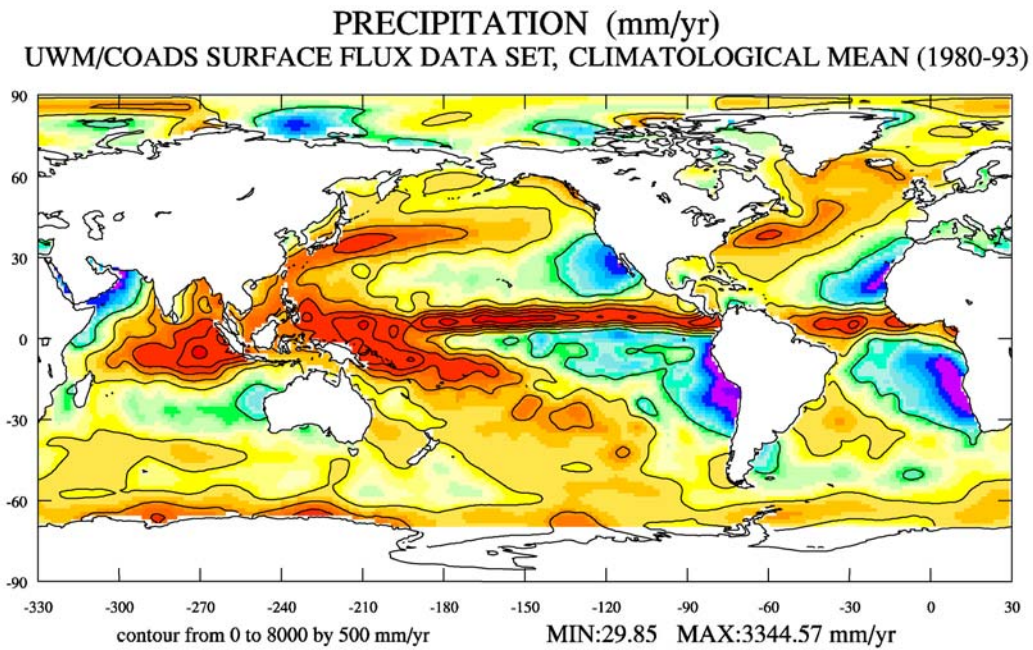 PRECIPITATION (mm/yr)
UWM/COADS SURFACE FLUX DATA SET, CLIMATOLOGICAL MEAN (1980-93)
90
60
30
0
-30
-60
-90
-330 -300 -270 -240 -210 -180 -150 -120 -90 -60 -30 0 30
contour from 0 to 8000 by 500 mm/yr MIN:29.85 MAX:3344.57 mm/yr